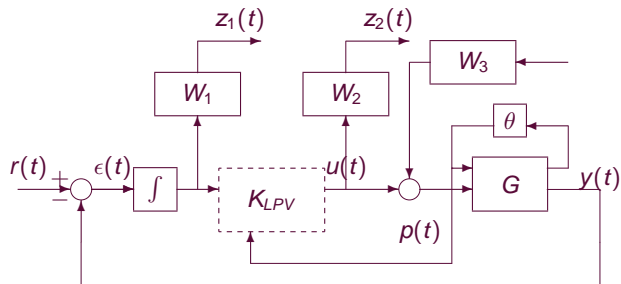 z₁(t) z₂(t)
W₁ W₂ W₃
θ
r(t) ϵ(t) u(t) y(t)
+
−
∫ K_LPV G
p(t)